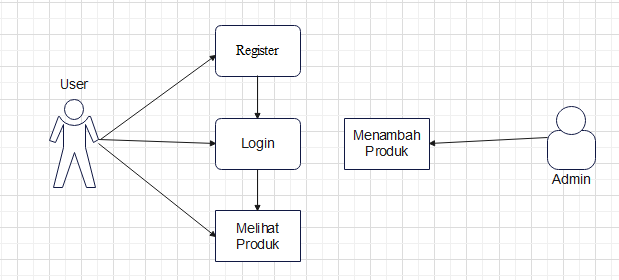 Register
User
Login
Menambah
Produk
Admin
Melihat
Produk